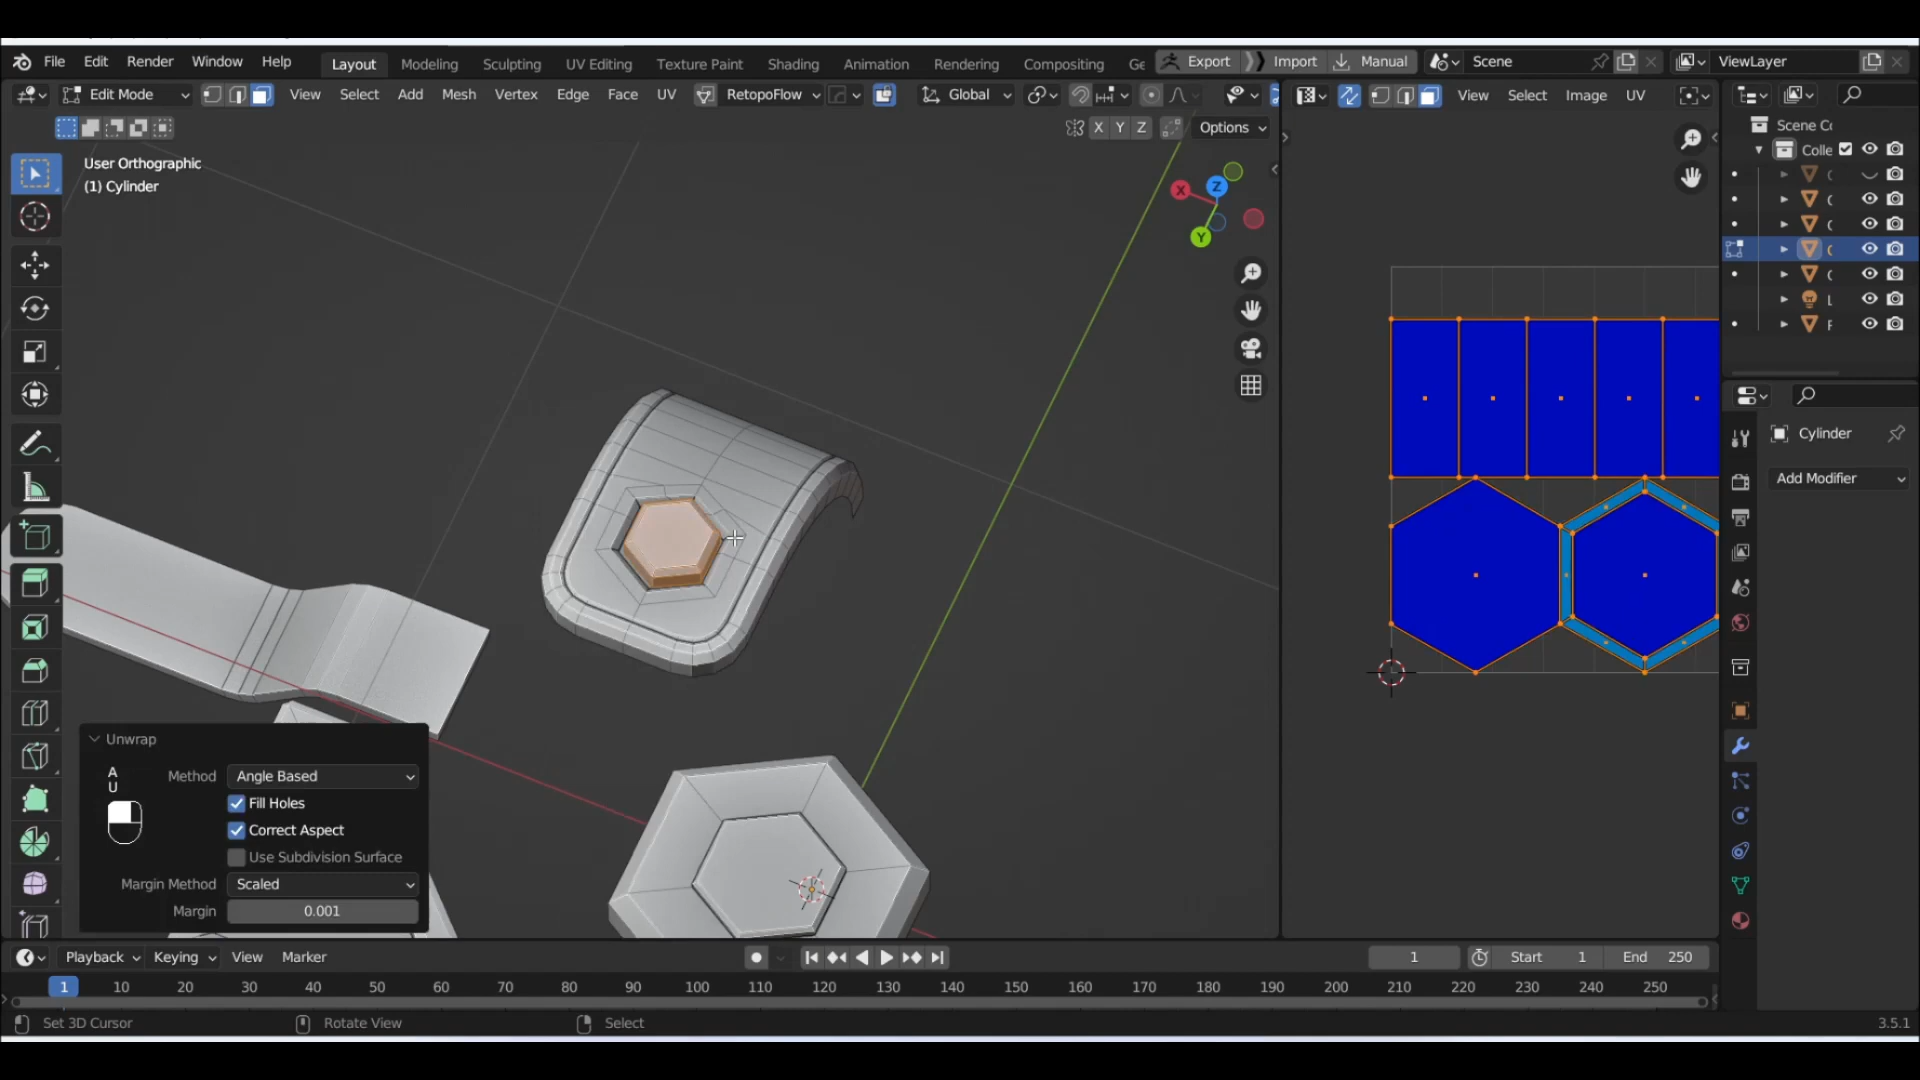 File Edit Render Window Help Layout Modeling Sculpting UV Editing Texture Paint Shading Animation Rendering Compositing Ge Export Import Manual Scene ViewLayer
Edit Mode View Select Add Mesh Vertex Edge Face UV RetopoFlow Global View Select Image UV
X Y Z Options
Scene Cc
Colle
User Orthographic
(1) Cylinder
X
Z
Y
Cylinder
Add Modifier
Unwrap
A
U
Method Angle Based
Fill Holes
Correct Aspect
Use Subdivision Surface
Margin Method Scaled
Margin 0.001
Playback Keying View Marker 1 Start 1 End 250
1 10 20 30 40 50 60 70 80 90 100 110 120 130 140 150 160 170 180 190 200 210 220 230 240 250
Set 3D Cursor Rotate View Select 3.5.1